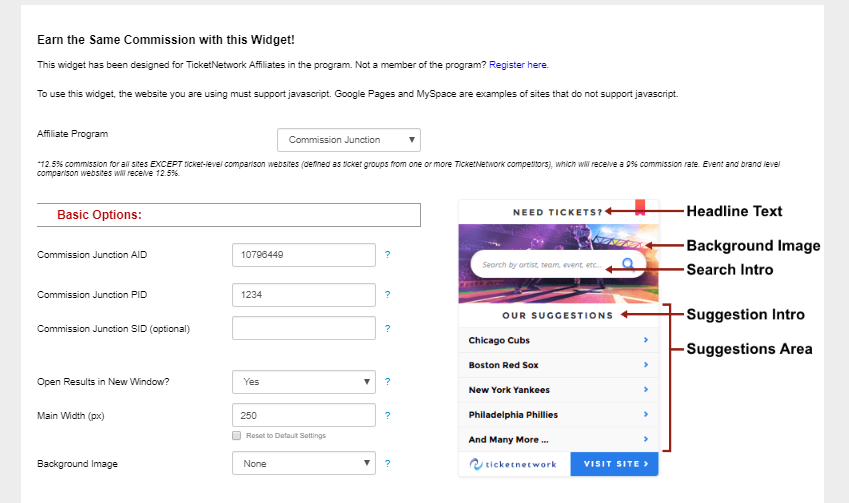 Earn the Same Commission with this Widget!
This widget has been designed for TicketNetwork Affiliates in the program. Not a member of the program? Register here.
To use this widget, the website you are using must support javascript. Google Pages and MySpace are examples of sites that do not support javascript.
Affiliate Program
Commission Junction
*12.5% commission for all sites EXCEPT ticket-level comparison websites (defined as ticket groups from one or more TicketNetwork competitors), which will receive a 9% commission rate. Event and brand level
comparison websites will receive 12.5%.
Basic Options:
Commission Junction AID
10796449
?
Commission Junction PID
1234
?
Commission Junction SID (optional)
?
Open Results in New Window?
Yes
?
Main Width (px)
250
?
Reset to Default Settings
Background Image
None
?
NEED TICKETS?
Headline Text
Background Image
Search by artist, team, event, etc...
Search Intro
OUR SUGGESTIONS
Suggestion Intro
Suggestions Area
Chicago Cubs
Boston Red Sox
New York Yankees
Philadelphia Phillies
And Many More ...
ticketnetwork
VISIT SITE >